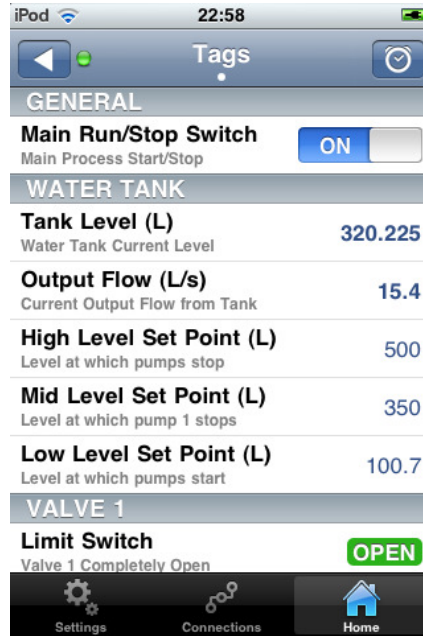 iPod 22:58
Tags
GENERAL
Main Run/Stop Switch
ON
Main Process Start/Stop
WATER TANK
Tank Level (L)
320.225
Water Tank Current Level
Output Flow (L/s)
15.4
Current Output Flow from Tank
High Level Set Point (L)
500
Level at which pumps stop
Mid Level Set Point (L)
350
Level at which pump 1 stops
Low Level Set Point (L)
100.7
Level at which pumps start
VALVE 1
Limit Switch
OPEN
Valve 1 Completely Open
Settings Connections Home